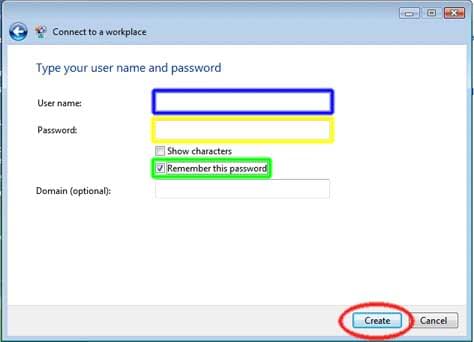 Connect to a workplace
Type your user name and password
User name:
Password:
Show characters
Remember this password
Domain (optional):
Create Cancel